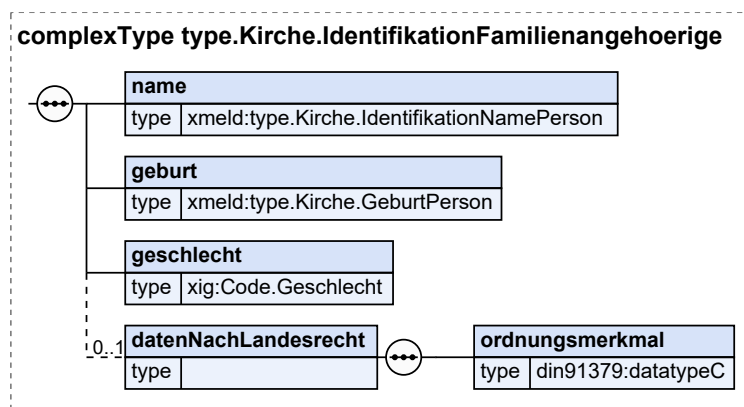 complexType type.Kirche.IdentifikationFamilienangehoerige
name
type xmeld:type.Kirche.IdentifikationNamePerson
geburt
type xmeld:type.Kirche.GeburtPerson
geschlecht
type xig:Code.Geschlecht
0..1 datenNachLandesrecht ordnungsmerkmal
type type din91379:datatypeC